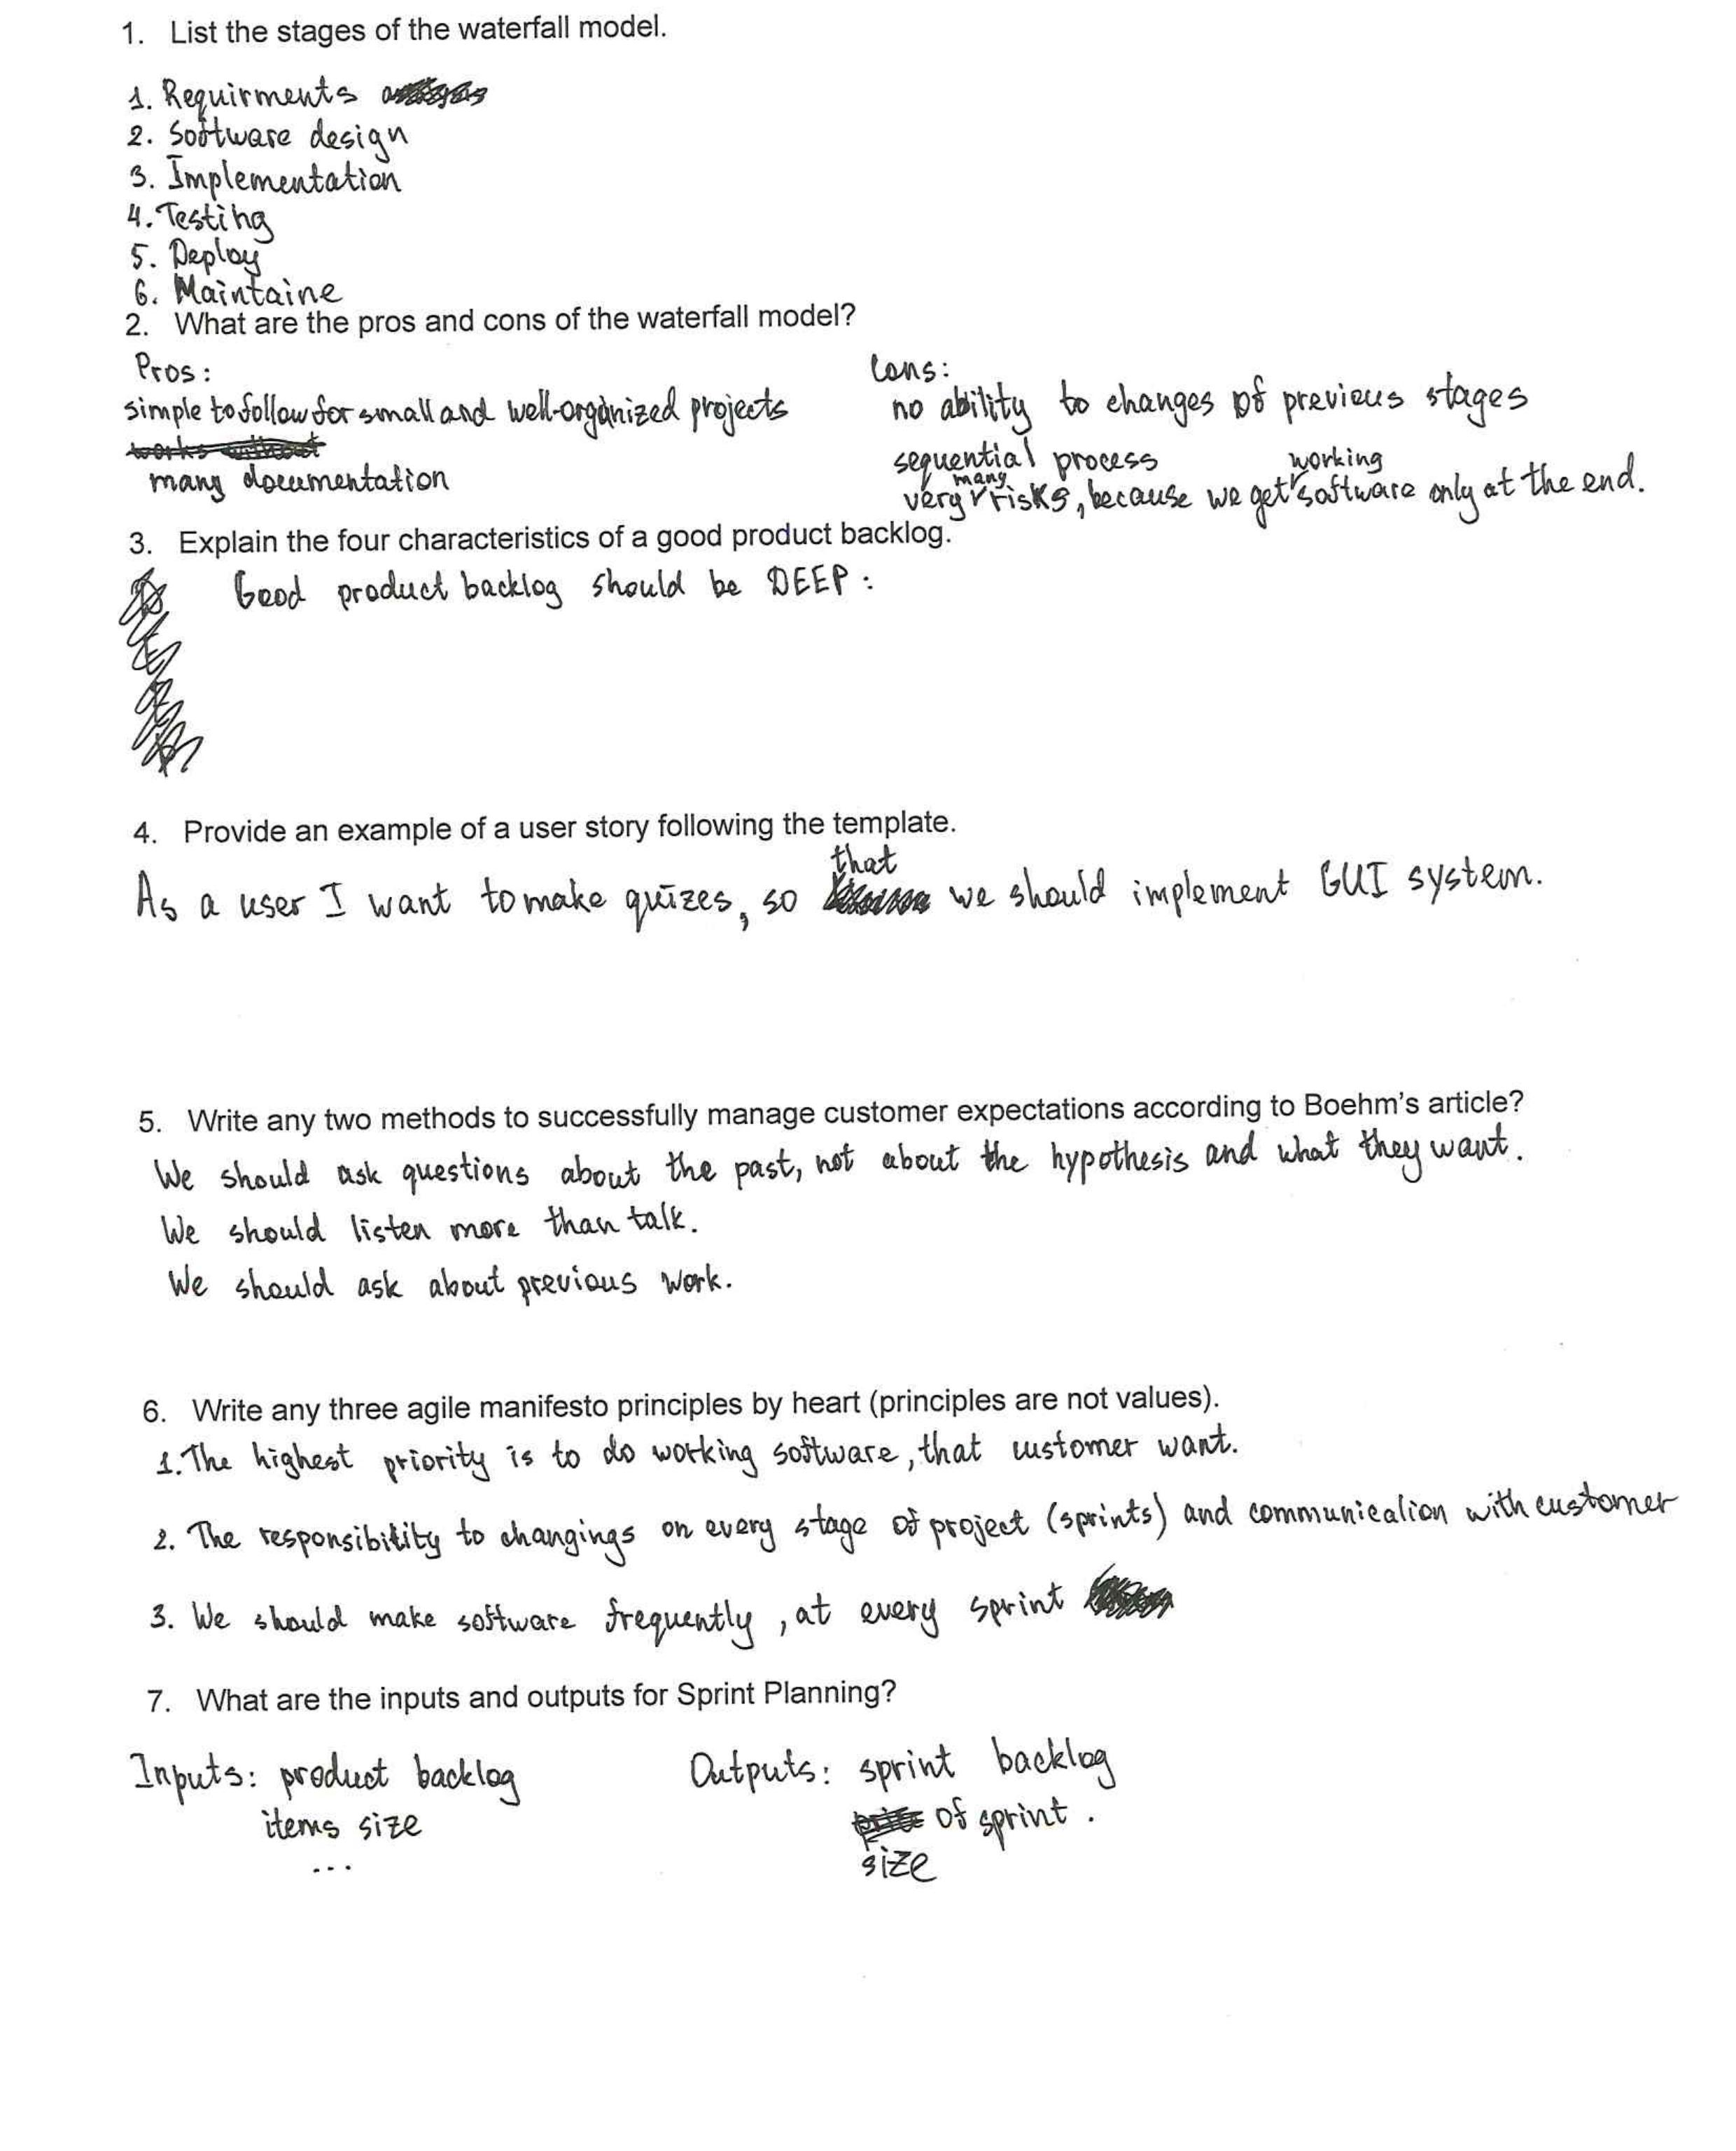 1. List the stages of the waterfall model.
1. Requirments
2. Software design
3. Implementation
4. Testing
5. Deploy
6. Maintaine
2. What are the pros and cons of the waterfall model?
Pros:
simple to follow for small and well-organized projects
works without
many documentation
Cons:
no ability to changes of previous stages
sequential process
very many risks, because we get working software only at the end.
3. Explain the four characteristics of a good product backlog.
Good product backlog should be DEEP:
4. Provide an example of a user story following the template.
As a user I want to make quizes, so that we should implement GUI system.
5. Write any two methods to successfully manage customer expectations according to Boehm's article?
We should ask questions about the past, not about the hypothesis and what they want.
We should listen more than talk.
We should ask about previous work.
6. Write any three agile manifesto principles by heart (principles are not values).
1. The highest priority is to do working software, that customer want.
2. The responsibility to changings on every stage of project (sprints) and communication with customer
3. We should make software frequently, at every sprint
7. What are the inputs and outputs for Sprint Planning?
Inputs: product backlog
items size
...
Outputs: sprint backlog
of sprint.
size